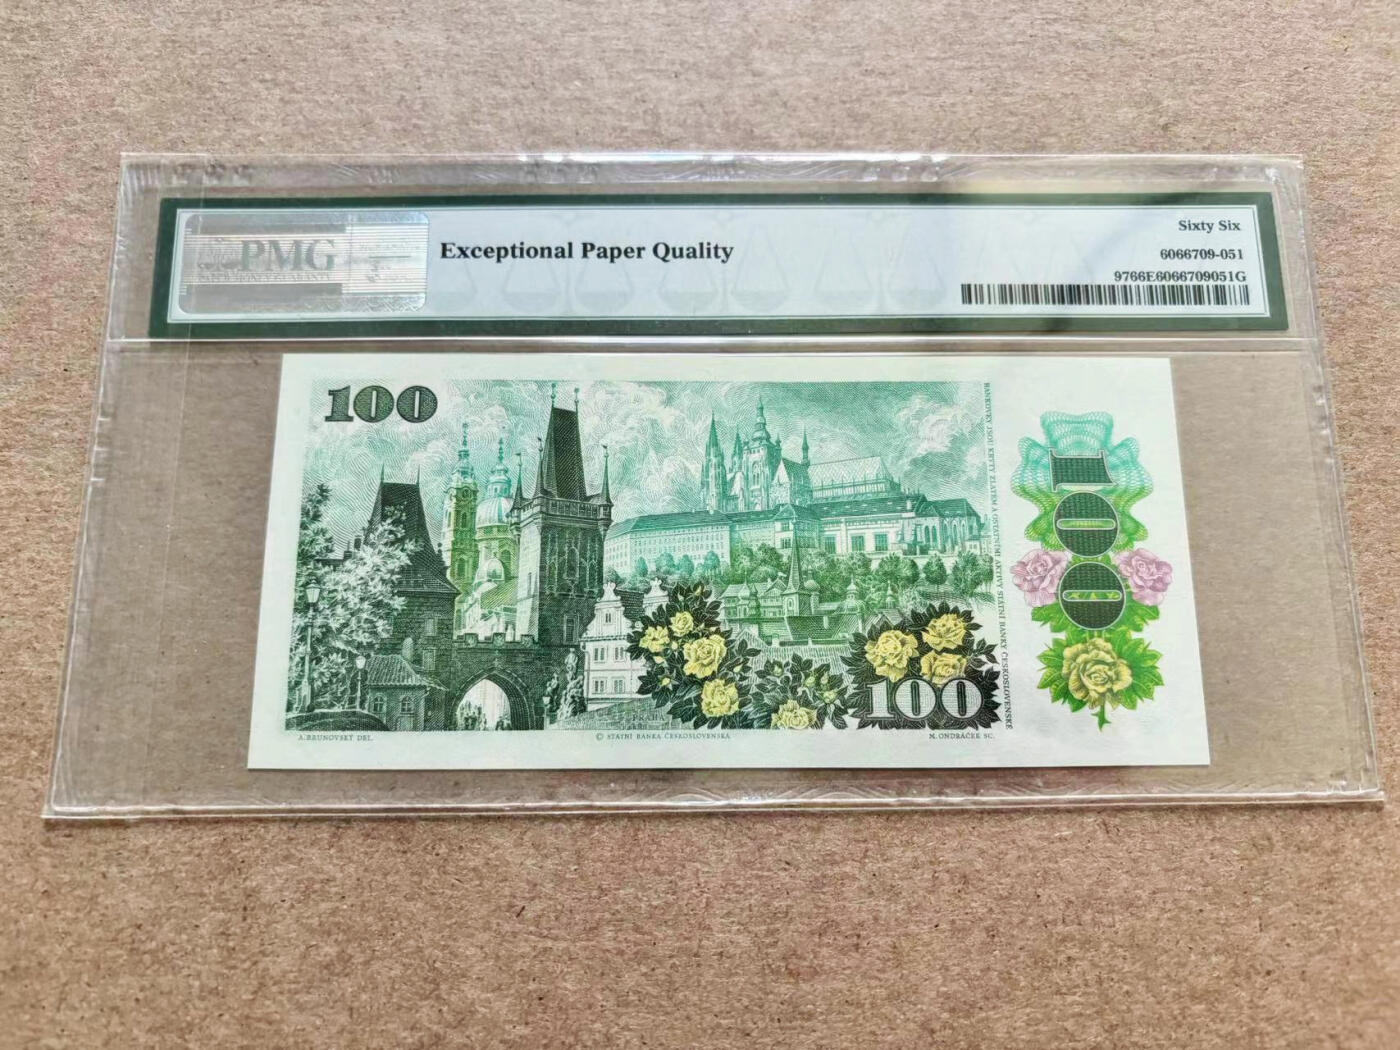 PMG
Exceptional Paper Quality
Sixty Six
6066709-051
9766E6066709051G
100
BANKOVKY JSOU KRYTY ZLATEM A OSTATNÍMI AKTIVY STÁTNÍ BANKY ČESKOSLOVENSKÉ
100
100
PRAHA
A. BRUNOVSKÝ DEL.
© STÁTNÍ BANKA ČESKOSLOVENSKÁ
M. ONDRÁČEK SC.